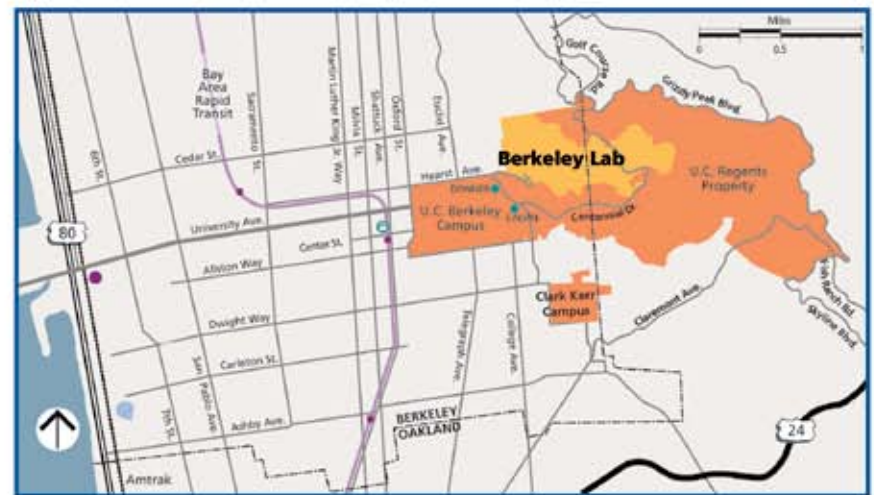 Miles
0
0.5
1
Golf Course
Rd.
Grizzly Peak Blvd.
Bay
Area
Rapid
Transit
Sacramento St.
Martin Luther King Jr. Way
Milvia St.
Shattuck Ave.
Oxford St.
Euclid Ave.
6th St.
Cedar St.
Hearst Ave.
Berkeley Lab
U.C. Regents
Property
U.C. Berkeley
Campus
Centennial Dr.
University Ave.
80
Center St.
Allston Way
Clark Kerr
Campus
Claremont Ave.
Fish Ranch Rd.
Skyline Blvd.
Dwight Way
Telegraph Ave.
College Ave.
Carleton St.
San Pablo Ave.
7th St.
Ashby Ave.
BERKELEY
OAKLAND
24
Amtrak